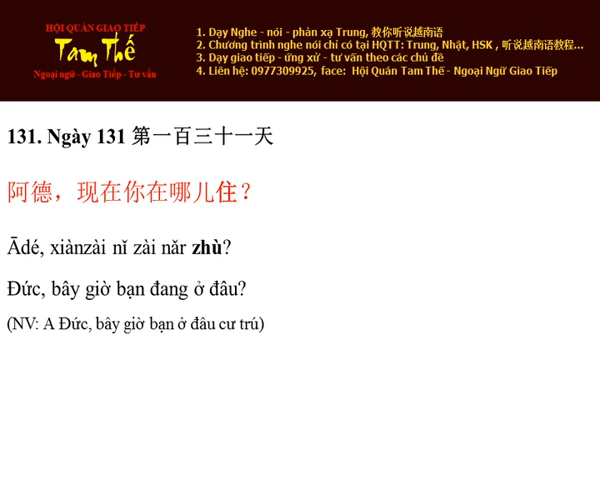 HỘI QUÁN GIAO TIẾP
Tam Thế
Ngoại ngữ - Giao Tiếp - Tư vấn
1. Dạy Nghe - nói - phản xạ Trung, 教你听说越南语
2. Chương trình nghe nói chỉ có tại HQTT: Trung, Nhật, HSK , 听说越南语教程...
3. Dạy giao tiếp - ứng xử - tư vấn theo các chủ đề
4. Liên hệ: 0977309925, face: Hội Quán Tam Thế - Ngoại Ngữ Giao Tiếp
131. Ngày 131 第一百三十一天
阿德，现在你在哪儿住？
Ādé, xiànzài nǐ zài nǎr zhù?
Đức, bây giờ bạn đang ở đâu?
(NV: A Đức, bây giờ bạn ở đâu cư trú)